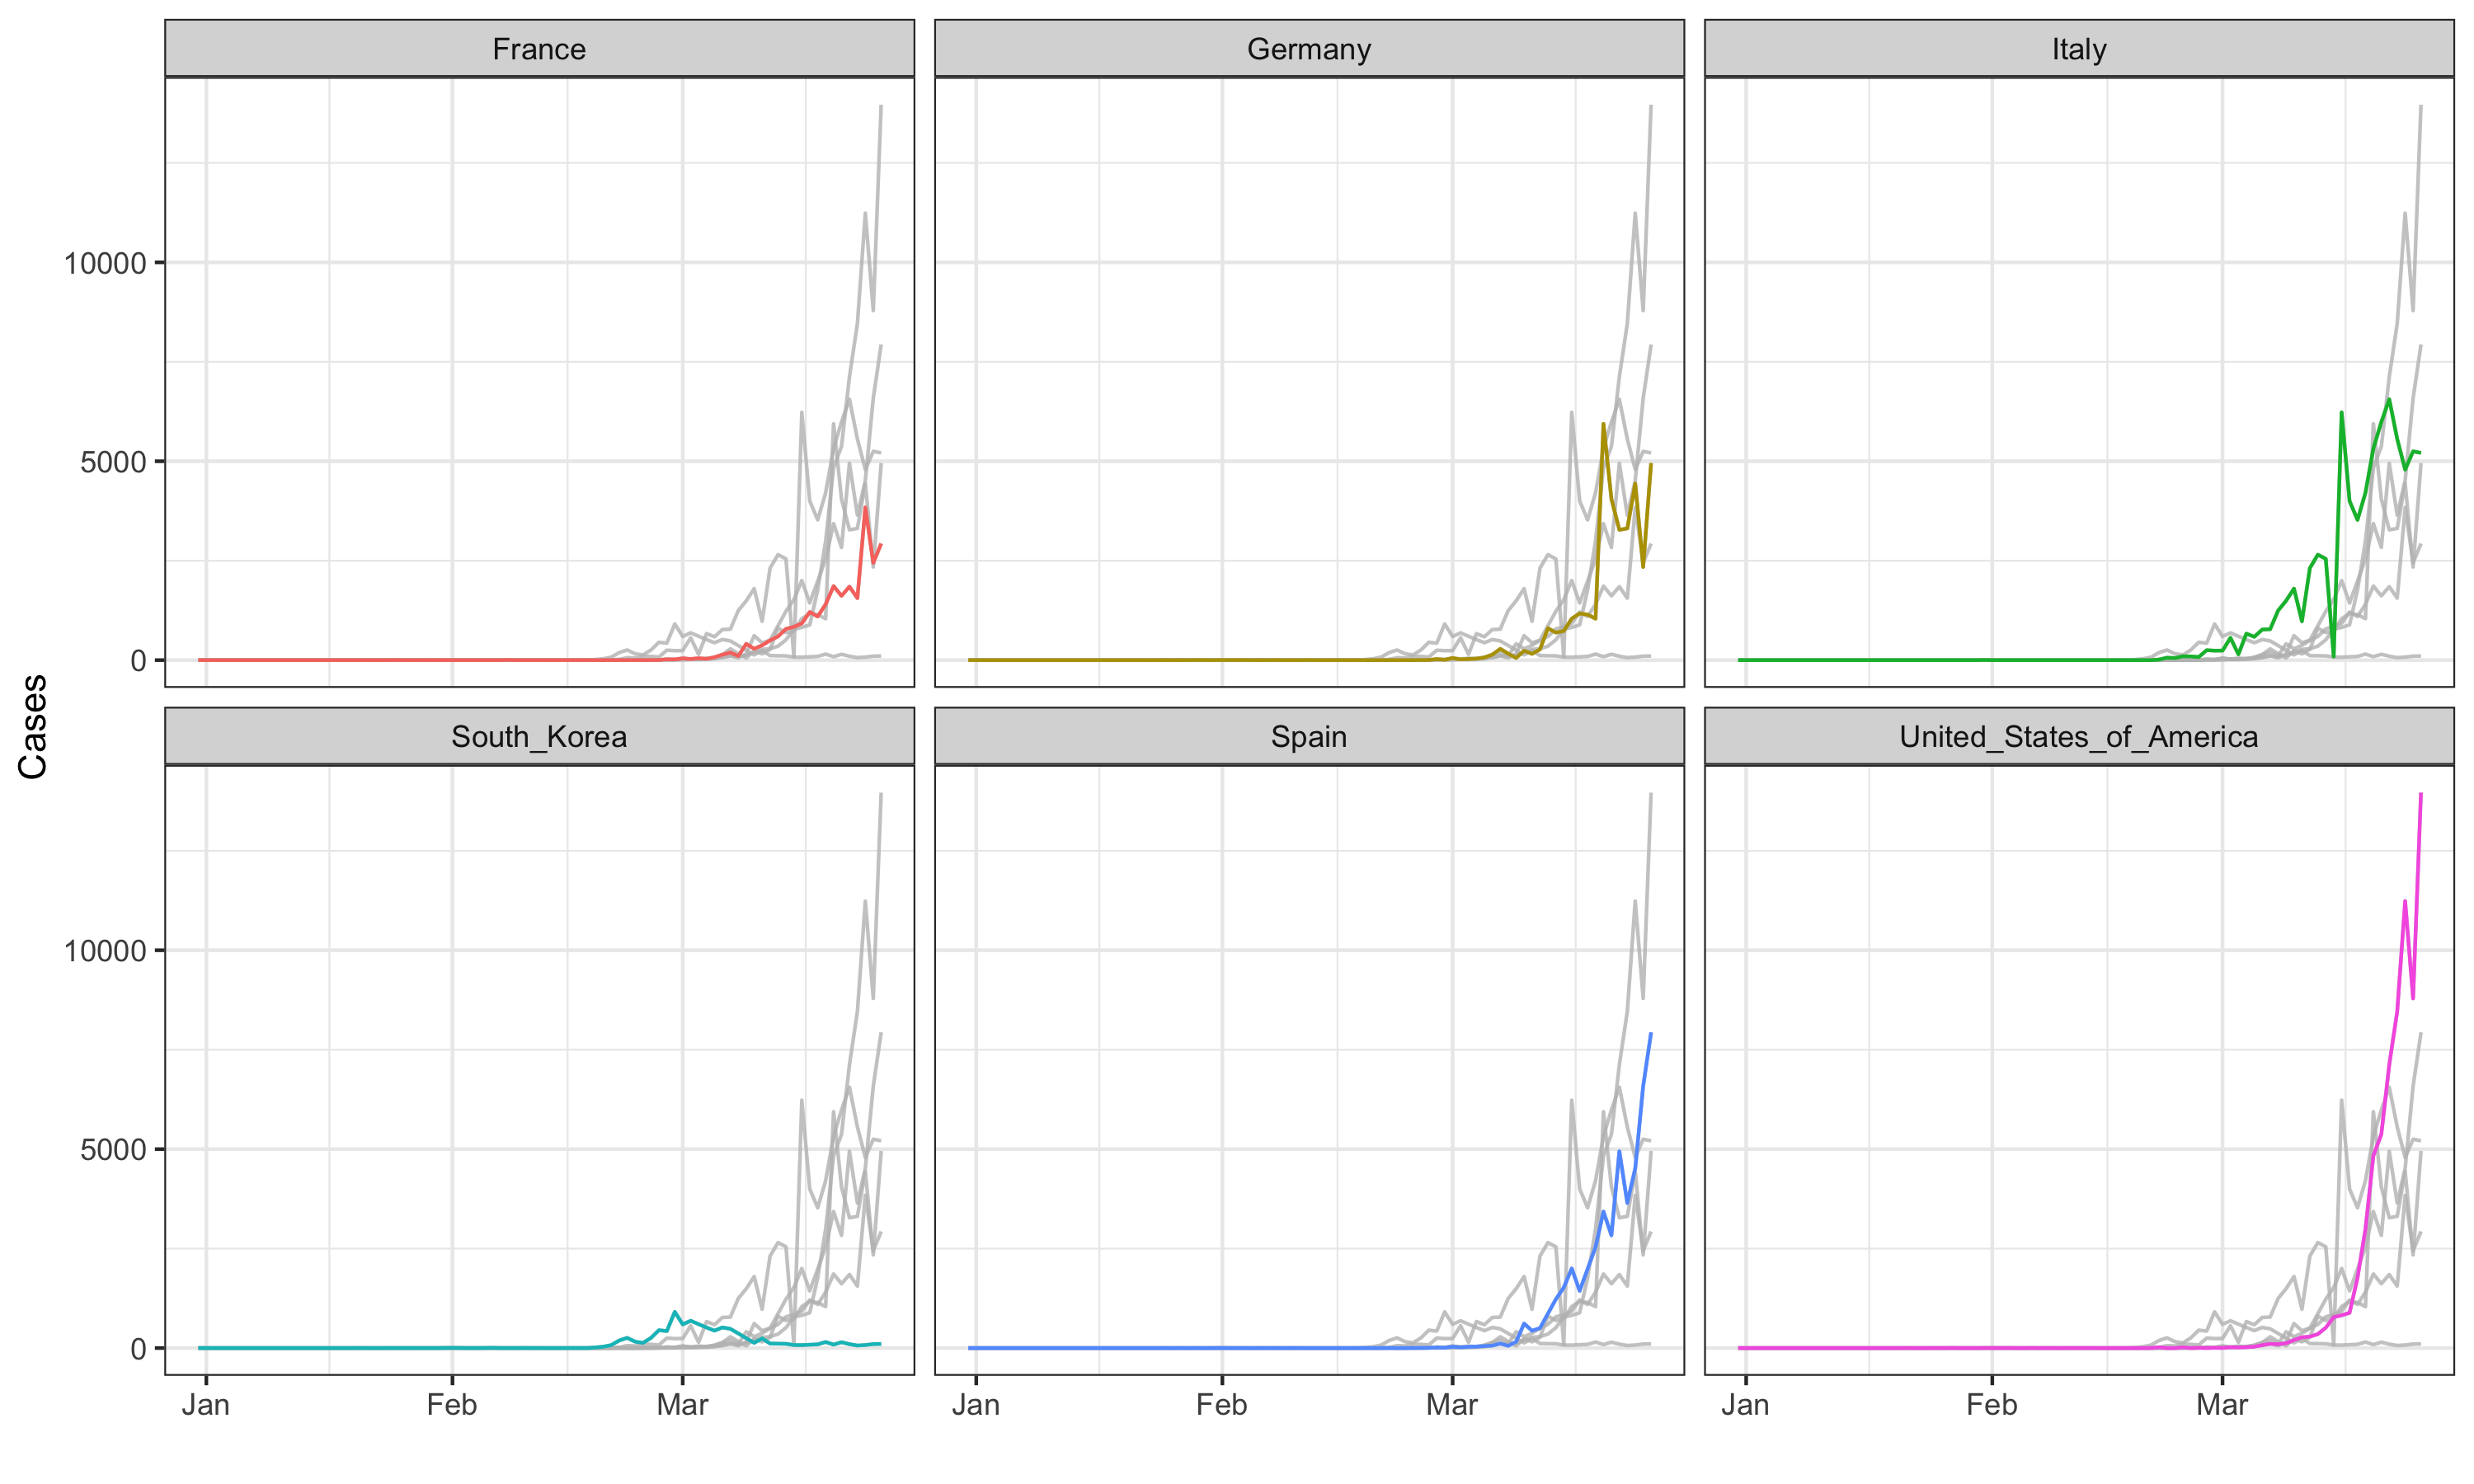 France
Germany
Italy
10000
5000
0
Cases
South_Korea
Spain
United_States_of_America
10000
5000
0
Jan
Feb
Mar
Jan
Feb
Mar
Jan
Feb
Mar